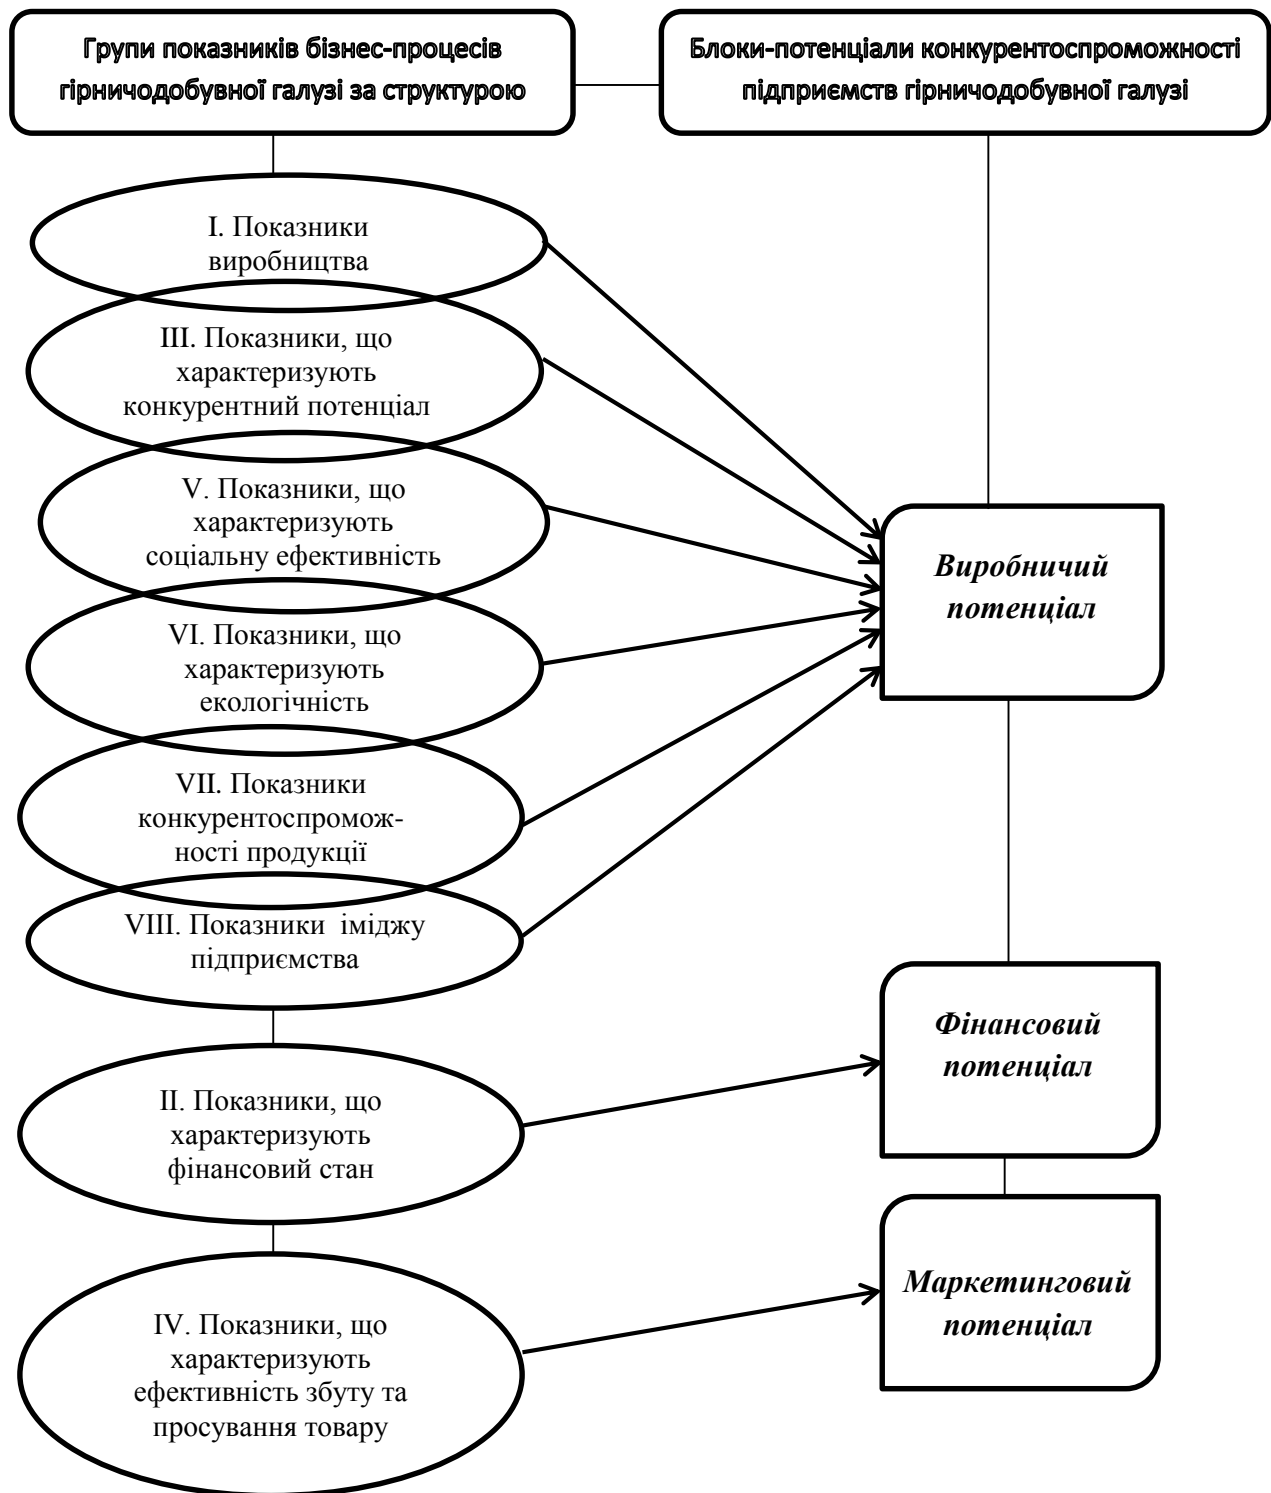 Групи показників бізнес-процесів
гірничодобувної галузі за структурою
Блоки-потенціали конкурентоспроможності
підприємств гірничодобувної галузі
I. Показники
виробництва
III. Показники, що
характеризують
конкурентний потенціал
V. Показники, що
характеризують
соціальну ефективність
VI. Показники, що
характеризують
екологічність
VII. Показники
конкурентоспромож-
ності продукції
VIII. Показники іміджу
підприємства
II. Показники, що
характеризують
фінансовий стан
IV. Показники, що
характеризують
ефективність збуту та
просування товару
Виробничий
потенціал
Фінансовий
потенціал
Маркетинговий
потенціал